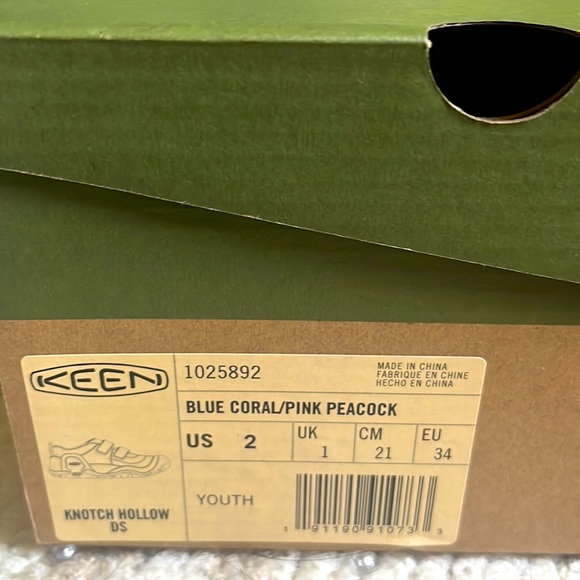 KEEN
1025892
MADE IN CHINA
FABRIQUE EN CHINE
HECHO EN CHINA
BLUE CORAL/PINK PEACOCK
US 2
UK 1
CM 21
EU 34
YOUTH
KNOTCH HOLLOW
DS
1 91190 91073 3